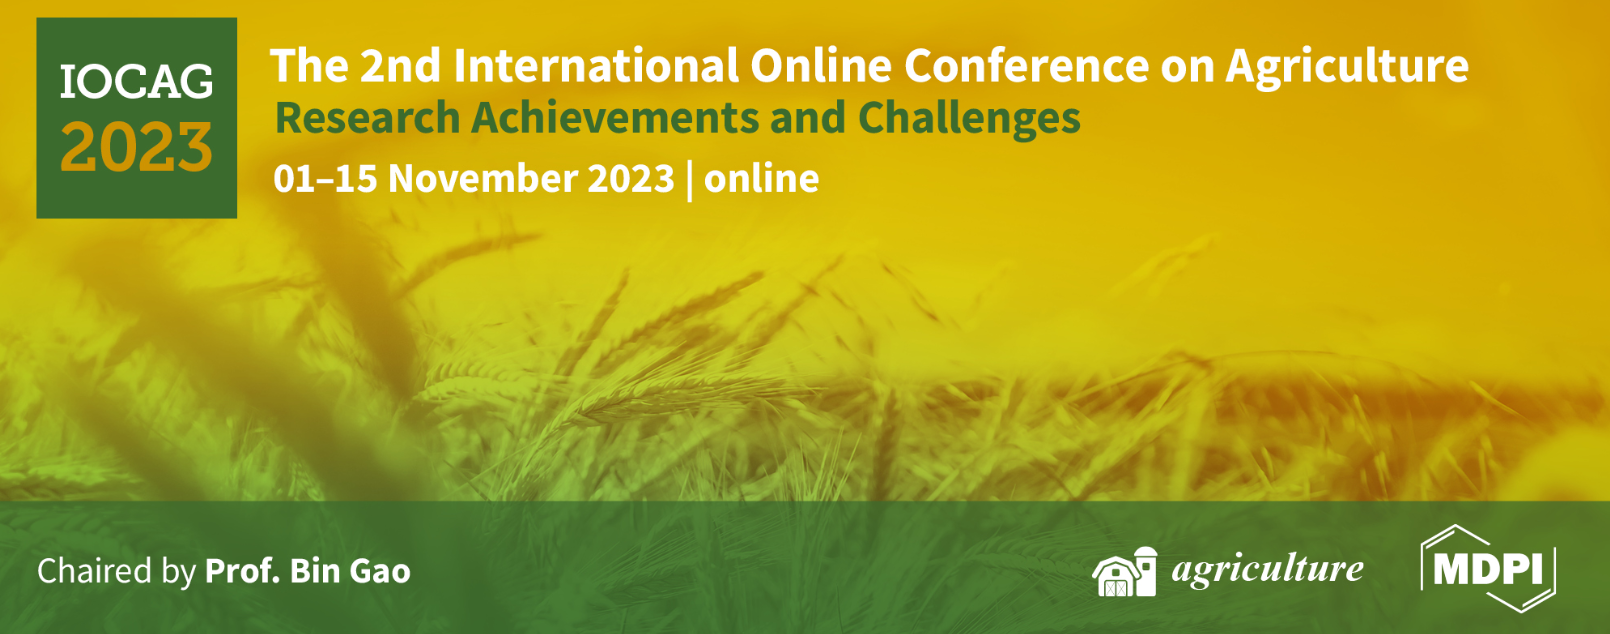 IOCAG
2023
The 2nd International Online Conference on Agriculture
Research Achievements and Challenges
01–15 November 2023 | online
Chaired by Prof. Bin Gao
agriculture
MDPI